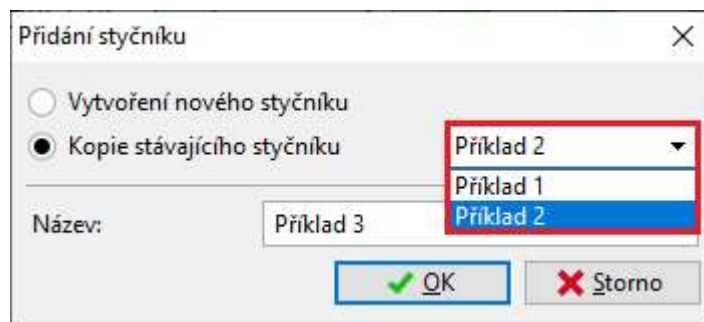 Přidání styčníku
Vytvoření nového styčníku
Kopie stávajícího styčníku Příklad 2
Příklad 1
Příklad 2
Název: Příklad 3
OK Storno